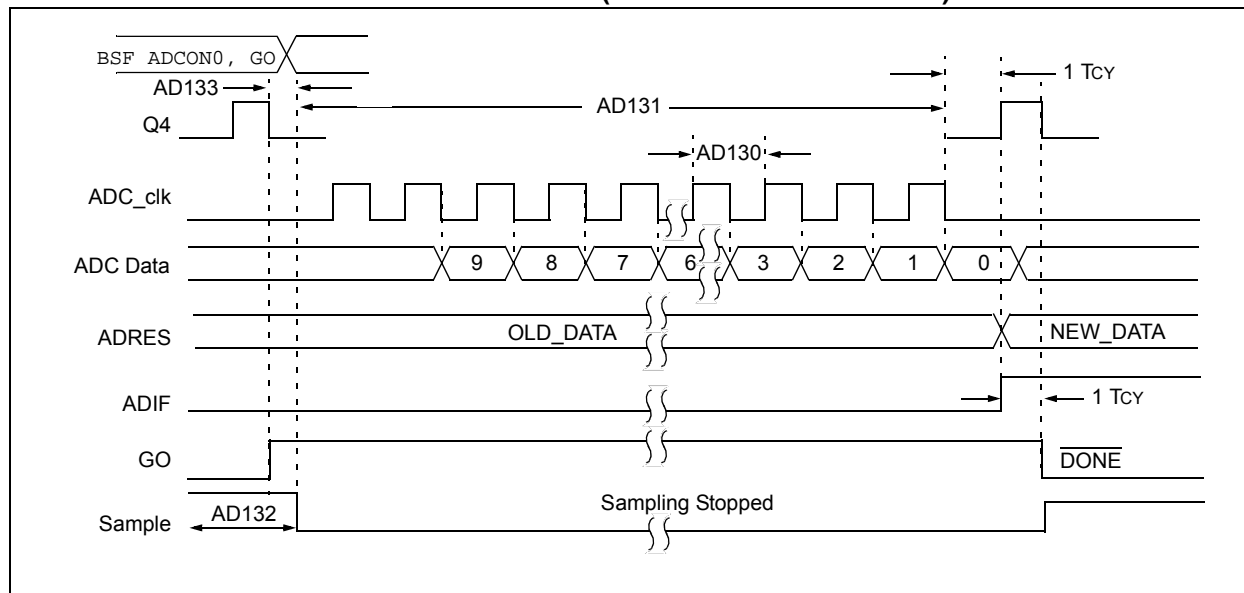 BSF ADCON0, GO
1 TCY
AD133
AD131
Q4
AD130
ADC_clk
ADC Data 9 8 7 6 3 2 1 0
ADRES OLD_DATA NEW_DATA
ADIF 1 TCY
GO DONE
Sampling Stopped
Sample AD132